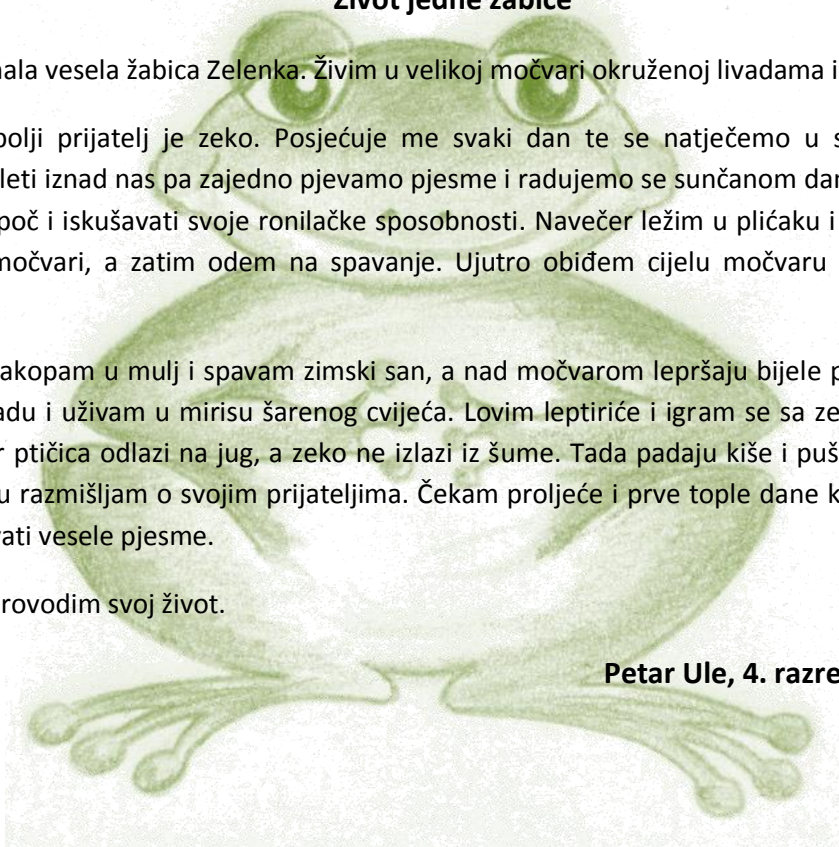 Život jedne žabice
ala vesela žabica Zelenka. Živim u velikoj močvari okruženoj livadama i
bolji prijatelj je zeko. Posjećuje me svaki dan te se natječemo u s
leti iznad nas pa zajedno pjevamo pjesme i radujemo se sunčanom dan
poč i iskušavati svoje ronilačke sposobnosti. Navečer ležim u plićaku i
močvari, a zatim odem na spavanje. Ujutro obiđem cijelu močvaru
akopam u mulj i spavam zimski san, a nad močvarom lepršaju bijele p
adu i uživam u mirisu šarenog cvijeća. Lovim leptiriće i igram se sa ze
r ptičica odlazi na jug, a zeko ne izlazi iz šume. Tada padaju kiše i puš
u razmišljam o svojim prijateljima. Čekam proljeće i prve tople dane k
ati vesele pjesme.
rovodim svoj život.
Petar Ule, 4. razre